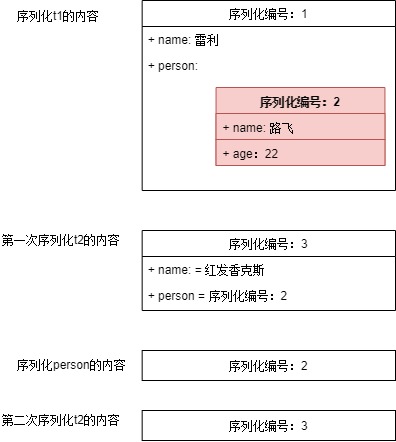 序列化t1的内容
序列化编号：1
+ name: 雷利
+ person:
序列化编号：2
+ name: 路飞
+ age：22
第一次序列化t2的内容
序列化编号：3
+ name: = 红发香克斯
+ person = 序列化编号：2
序列化person的内容
序列化编号：2
第二次序列化t2的内容
序列化编号：3